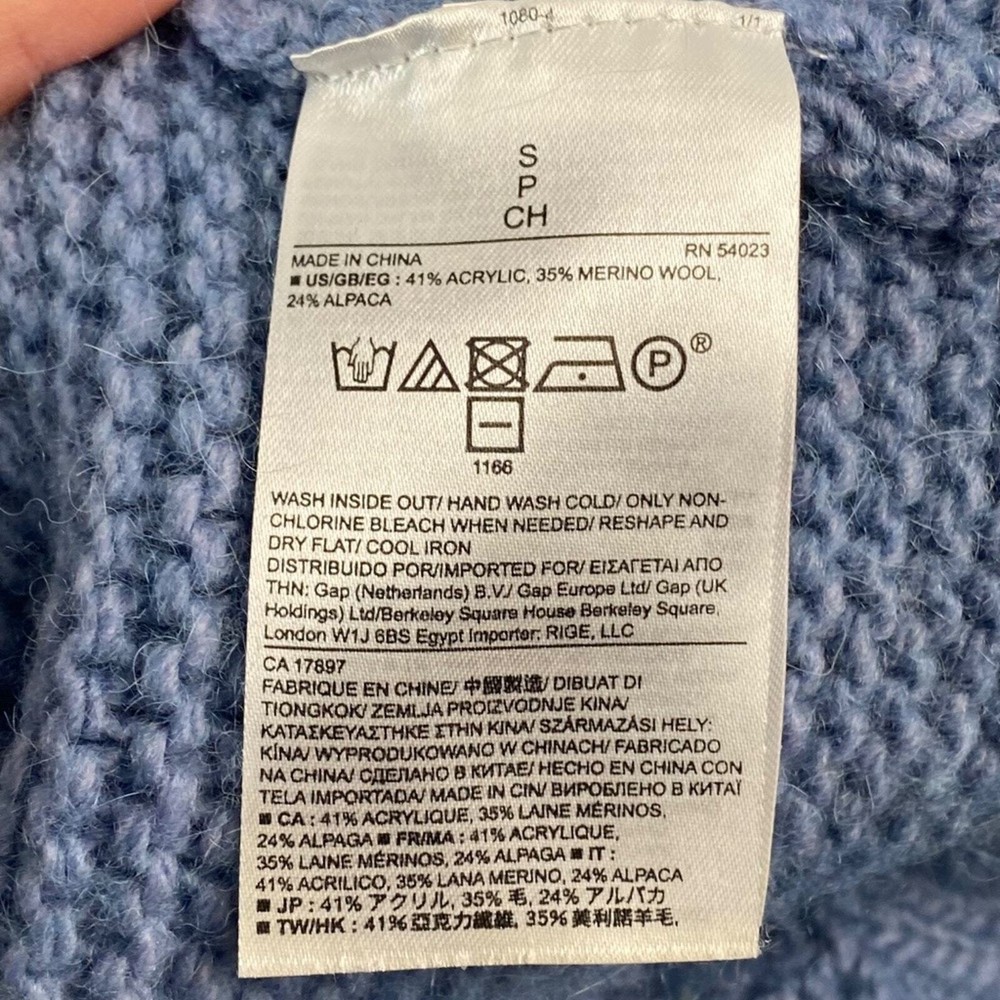 1080-4 1/1
S
P
CH
MADE IN CHINA RN 54023
■ US/GB/EG : 41% ACRYLIC, 35% MERINO WOOL,
24% ALPACA
P ®
1166
WASH INSIDE OUT/ HAND WASH COLD/ ONLY NON-
CHLORINE BLEACH WHEN NEEDED/ RESHAPE AND
DRY FLAT/ COOL IRON
DISTRIBUIDO POR/IMPORTED FOR/ ΕΙΣΑΓΕΤΑΙ ΑΠΟ
ΤΗΝ: Gap (Netherlands) B.V./ Gap Europe Ltd/ Gap (UK
Holdings) Ltd/Berkeley Square House Berkeley Square,
London W1J 6BS Egypt Importer: RIGE, LLC
CA 17897
FABRIQUE EN CHINE/ 中國製造/ DIBUAT DI
TIONGKOK/ ZEMLJA PROIZVODNJE KINA/
ΚΑΤΑΣΚΕΥΑΣΤΗΚΕ ΣΤΗΝ ΚΙΝΑ/ SZÁRMAZÁSI HELY:
KÍNA/ WYPRODUKOWANO W CHINACH/ FABRICADO
NA CHINA/ СДЕЛАНО В КИТАЕ/ HECHO EN CHINA CON
TELA IMPORTADA/ MADE IN CIN/ ВИРОБЛЕНО В КИТАЇ
■ CA : 41% ACRYLIQUE, 35% LAINE MÉRINOS,
24% ALPAGA ■ FR/MA : 41% ACRYLIQUE,
35% LAINE MÉRINOS, 24% ALPAGA ■ IT :
41% ACRILICO, 35% LANA MERINO, 24% ALPACA
■ JP : 41% アクリル, 35% 毛, 24% アルパカ
■ TW/HK : 41% 亞克力纖維, 35% 美利諾羊毛,